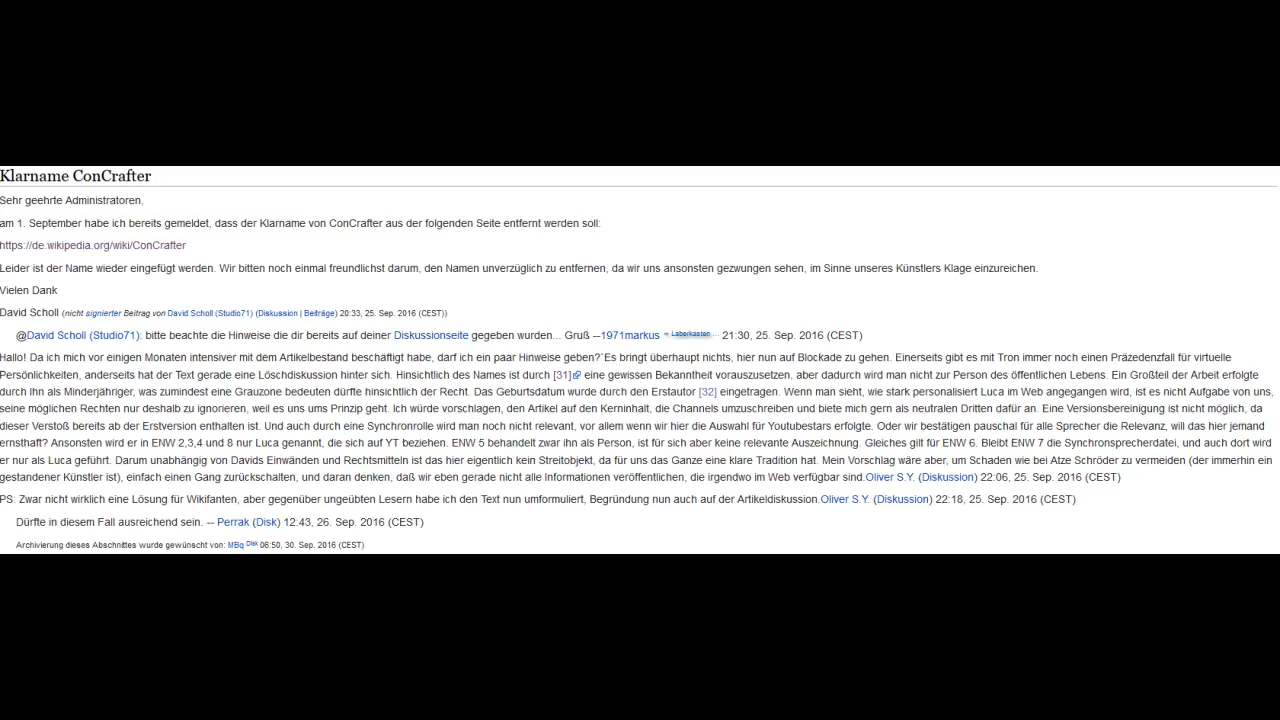 Klarname ConCrafter
Sehr geehrte Administratoren,
am 1. September habe ich bereits gemeldet, dass der Klarname von ConCrafter aus der folgenden Seite entfernt werden soll:
https://de.wikipedia.org/wiki/ConCrafter
Leider ist der Name wieder eingefügt werden. Wir bitten noch einmal freundlichst darum, den Namen unverzüglich zu entfernen, da wir uns ansonsten gezwungen sehen, im Sinne unseres Künstlers Klage einzureichen.
Vielen Dank
David Scholl (nicht signierter Beitrag von David Scholl (Studio71) (Diskussion | Beiträge) 20:33, 25. Sep. 2016 (CEST))
@David Scholl (Studio71): bitte beachte die Hinweise die dir bereits auf deiner Diskussionseite gegeben wurden... Gruß --1971markus Laberkasten ... 21:30, 25. Sep. 2016 (CEST)
Hallo! Da ich mich vor einigen Monaten intensiver mit dem Artikelbestand beschäftigt habe, darf ich ein paar Hinweise geben?`Es bringt überhaupt nichts, hier nun auf Blockade zu gehen. Einerseits gibt es mit Tron immer noch einen Präzedenzfall für virtuelle
Persönlichkeiten, anderseits hat der Text gerade eine Löschdiskussion hinter sich. Hinsichtlich des Names ist durch [31] eine gewissen Bekanntheit vorauszusetzen, aber dadurch wird man nicht zur Person des öffentlichen Lebens. Ein Großteil der Arbeit erfolgte
durch Ihn als Minderjähriger, was zumindest eine Grauzone bedeuten dürfte hinsichtlich der Recht. Das Geburtsdatum wurde durch den Erstautor [32] eingetragen. Wenn man sieht, wie stark personalisiert Luca im Web angegangen wird, ist es nicht Aufgabe von uns,
seine möglichen Rechten nur deshalb zu ignorieren, weil es uns ums Prinzip geht. Ich würde vorschlagen, den Artikel auf den Kerninhalt, die Channels umzuschreiben und biete mich gern als neutralen Dritten dafür an. Eine Versionsbereinigung ist nicht möglich, da
dieser Verstoß bereits ab der Erstversion enthalten ist. Und auch durch eine Synchronrolle wird man noch nicht relevant, vor allem wenn wir hier die Auswahl für Youtubestars erfolgte. Oder wir bestätigen pauschal für alle Sprecher die Relevanz, will das hier jemand
ernsthaft? Ansonsten wird er in ENW 2,3,4 und 8 nur Luca genannt, die sich auf YT beziehen. ENW 5 behandelt zwar ihn als Person, ist für sich aber keine relevante Auszeichnung. Gleiches gilt für ENW 6. Bleibt ENW 7 die Synchronsprecherdatei, und auch dort wird
er nur als Luca geführt. Darum unabhängig von Davids Einwänden und Rechtsmitteln ist das hier eigentlich kein Streitobjekt, da für uns das Ganze eine klare Tradition hat. Mein Vorschlag wäre aber, um Schaden wie bei Atze Schröder zu vermeiden (der immerhin ein
gestandener Künstler ist), einfach einen Gang zurückschalten, und daran denken, daß wir eben gerade nicht alle Informationen veröffentlichen, die irgendwo im Web verfügbar sind.Oliver S.Y. (Diskussion) 22:06, 25. Sep. 2016 (CEST)
PS: Zwar nicht wirklich eine Lösung für Wikifanten, aber gegenüber ungeübten Lesern habe ich den Text nun umformuliert, Begründung nun auch auf der Artikeldiskussion.Oliver S.Y. (Diskussion) 22:18, 25. Sep. 2016 (CEST)
Dürfte in diesem Fall ausreichend sein. -- Perrak (Disk) 12:43, 26. Sep. 2016 (CEST)
Archivierung dieses Abschnittes wurde gewünscht von: MBq Disk 06:50, 30. Sep. 2016 (CEST)